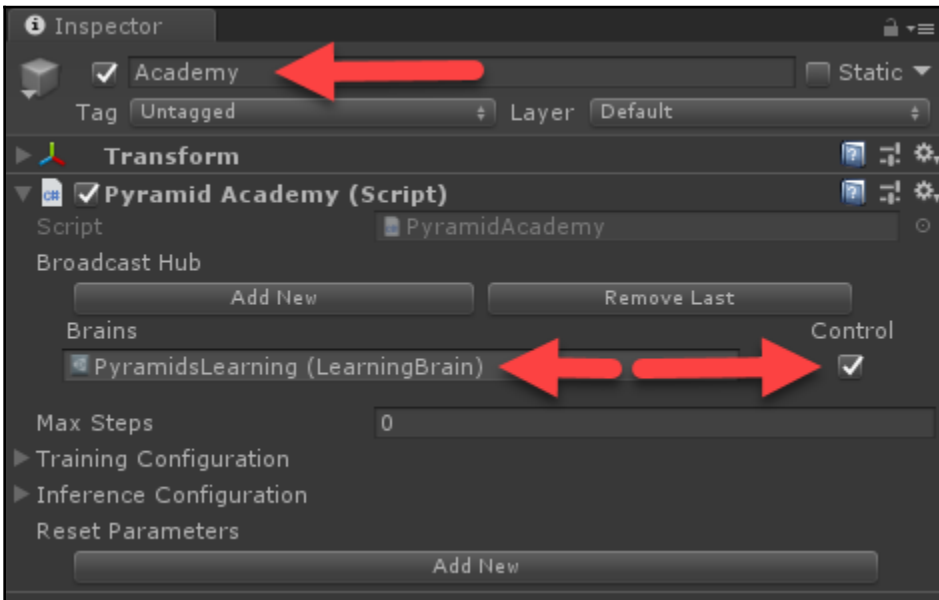 Inspector
Academy Static
Tag Untagged Layer Default
Transform
C# Pyramid Academy (Script)
Script PyramidAcademy
Broadcast Hub
Add New Remove Last
Brains Control
PyramidsLearning (LearningBrain)
Max Steps 0
Training Configuration
Inference Configuration
Reset Parameters
Add New